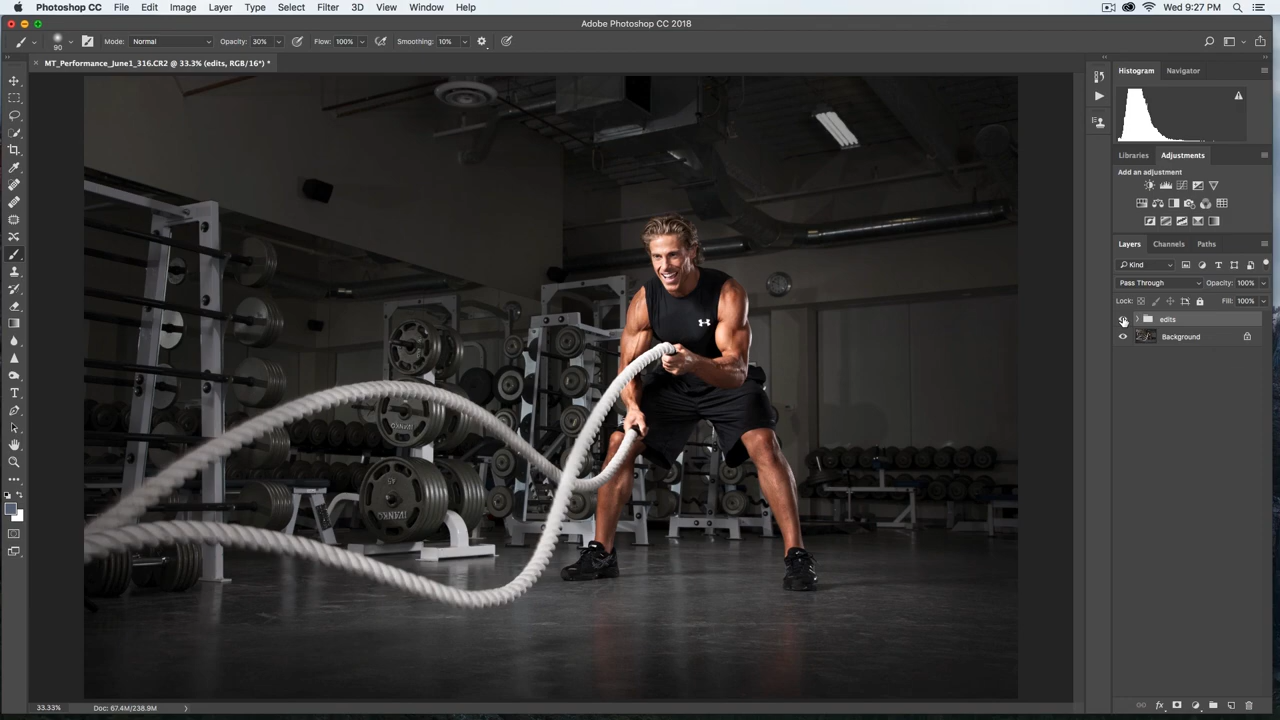 Photoshop CC File Edit Image Layer Type Select Filter 3D View Window Help Wed 9:27 PM
Adobe Photoshop CC 2018
90 Mode: Normal Opacity: 30% Flow: 100% Smoothing: 10%
MT_Performance_June1_316.CR2 @ 33.3% (edits, RGB/16*) *
Histogram Navigator
Libraries Adjustments
Add an adjustment
Layers Channels Paths
Kind
Pass Through Opacity: 100%
Lock: Fill: 100%
edits
Background
45
IVANKO
33.33% Doc: 67.4M/238.9M